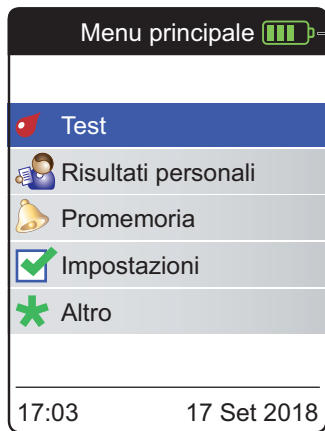 Menu principale
Test
Risultati personali
Promemoria
Impostazioni
Altro
17:03 17 Set 2018